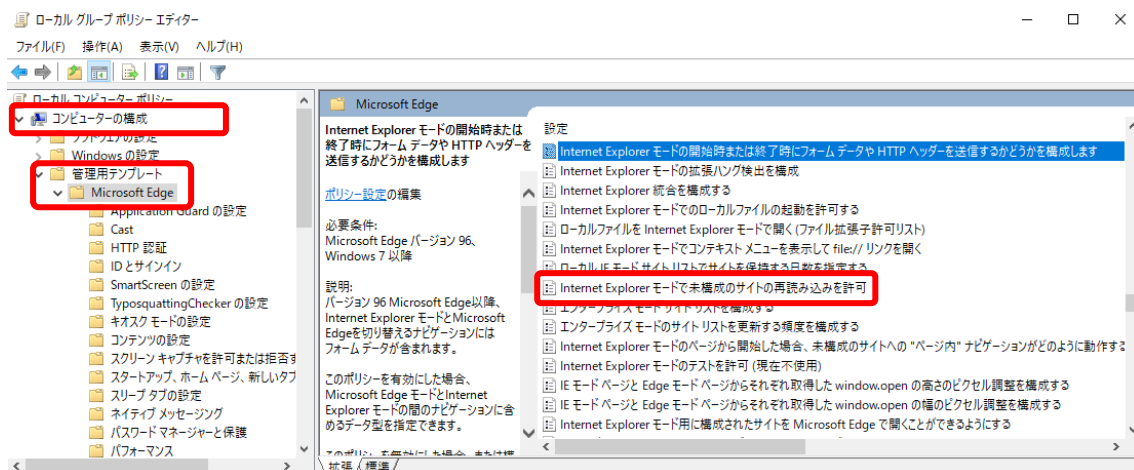 ローカル グループ ポリシー エディター
ファイル(F) 操作(A) 表示(V) ヘルプ(H)
ローカル コンピューター ポリシー
コンピューターの構成
ソフトウェアの設定
Windows の設定
管理用テンプレート
Microsoft Edge
Application Guard の設定
Cast
HTTP 認証
ID とサインイン
SmartScreen の設定
TyposquattingChecker の設定
キオスク モードの設定
コンテンツの設定
スクリーン キャプチャを許可または拒否す
スタートアップ、ホーム ページ、新しいタブ
スリープ タブの設定
ネイティブ メッセージング
パスワード マネージャーと保護
パフォーマンス
Microsoft Edge
Internet Explorer モードの開始時または
終了時にフォーム データや HTTP ヘッダーを
送信するかどうかを構成します
ポリシー設定の編集
必要条件:
Microsoft Edge バージョン 96、
Windows 7 以降
説明:
バージョン 96 Microsoft Edge以降、
Internet Explorer モードとMicrosoft
Edgeを切り替えるナビゲーションには
フォーム データが含まれます。
このポリシーを有効にした場合、
Microsoft Edge モードとInternet
Explorer モードの間のナビゲーションに含
めるデータ型を指定できます。
このポリシーを無効にした場合、または構
設定
Internet Explorer モードの開始時または終了時にフォーム データや HTTP ヘッダーを送信するかどうかを構成します
Internet Explorer モードの拡張ハング検出を構成
Internet Explorer 統合を構成する
Internet Explorer モードでのローカルファイルの起動を許可する
ローカルファイルを Internet Explorer モードで開く(ファイル拡張子許可リスト)
Internet Explorer モードでコンテキスト メニューを表示して file:// リンクを開く
ローカル IE モード サイト リストでサイトを保持する日数を指定する
Internet Explorer モードで未構成のサイトの再読み込みを許可
エンタープライズ モード サイト リストを構成する
エンタープライズ モードのサイト リストを更新する頻度を構成する
Internet Explorer モードのページから開始した場合、未構成のサイトへの "ページ内" ナビゲーションがどのように動作する
Internet Explorer モードのテストを許可 (現在不使用)
IE モード ページと Edge モード ページからそれぞれ取得した window.open の高さのピクセル調整を構成する
IE モード ページと Edge モード ページからそれぞれ取得した window.open の幅のピクセル調整を構成する
Internet Explorer モード用に構成されたサイトを Microsoft Edge で開くことができるようにする
拡張 標準